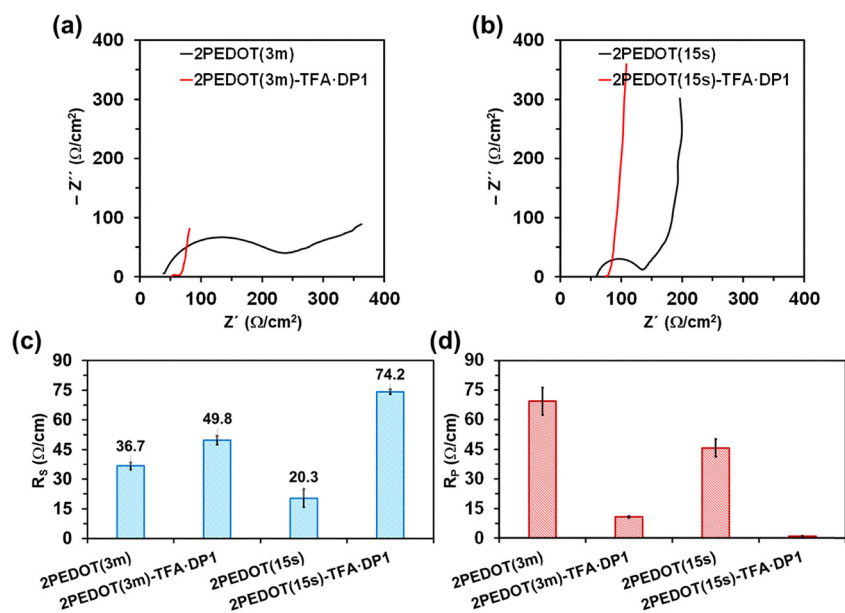 (a)
400
300
200
100
0
0 100 200 300 400
− Z´´ (Ω/cm²)
Z´ (Ω/cm²)
2PEDOT(3m)
2PEDOT(3m)-TFA·DP1
(b)
400
300
200
100
0
0 100 200 300 400
− Z´´ (Ω/cm²)
Z´ (Ω/cm²)
2PEDOT(15s)
2PEDOT(15s)-TFA·DP1
(c)
90
75
60
45
30
15
0
R_S (Ω/cm)
36.7
49.8
20.3
74.2
2PEDOT(3m)
2PEDOT(3m)-TFA·DP1
2PEDOT(15s)
2PEDOT(15s)-TFA·DP1
(d)
90
75
60
45
30
15
0
R_P (Ω/cm)
2PEDOT(3m)
2PEDOT(3m)-TFA·DP1
2PEDOT(15s)
2PEDOT(15s)-TFA·DP1